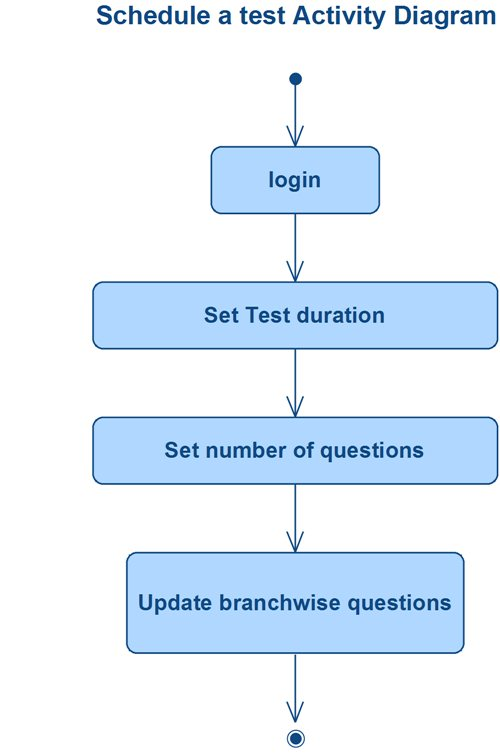 Schedule a test Activity Diagram
login
Set Test duration
Set number of questions
Update branchwise questions